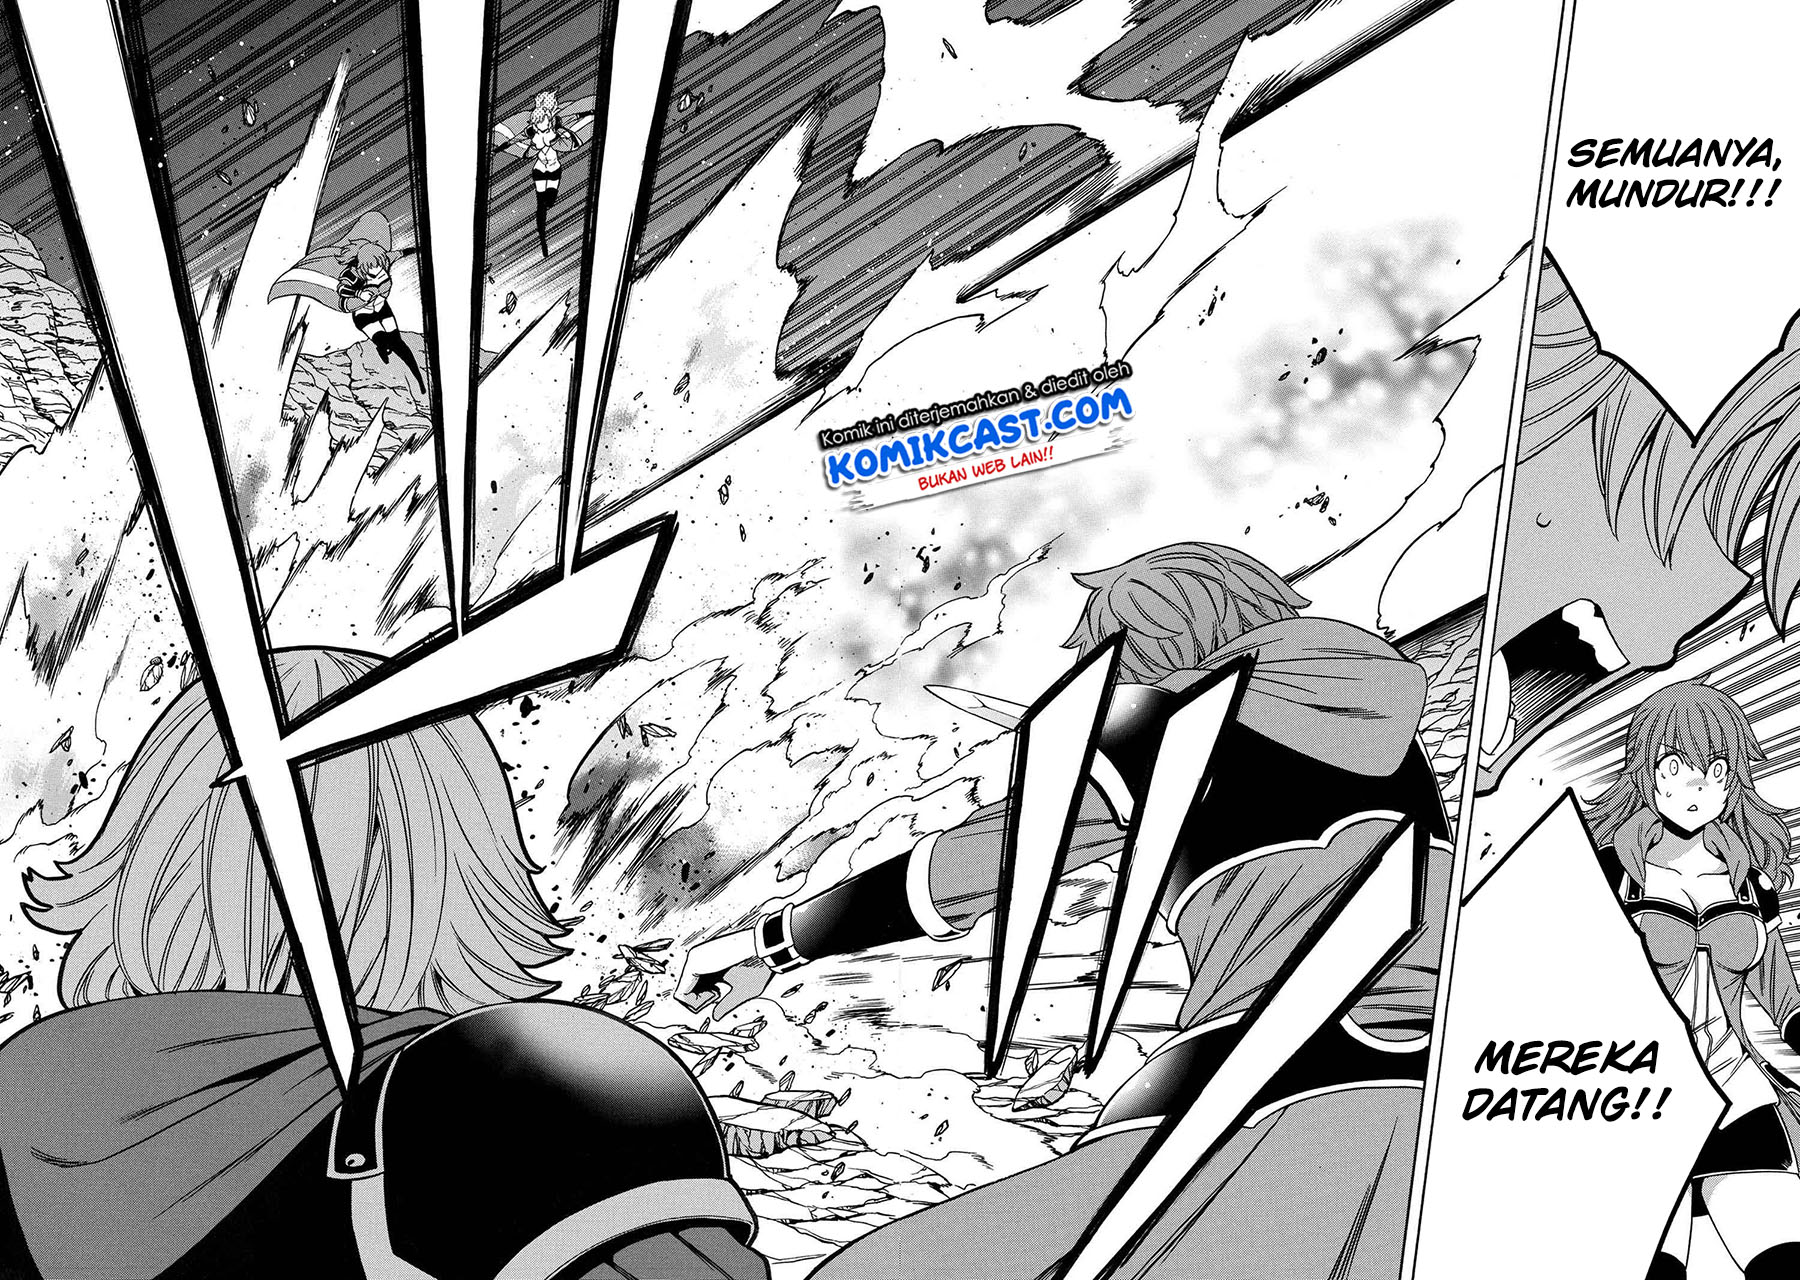 SEMUANYA,
MUNDUR!!!
MEREKA
DATANG!!
Komik ini diterjemahkan & diedit oleh
KOMIKCAST.COM
BUKAN WEB LAIN!!